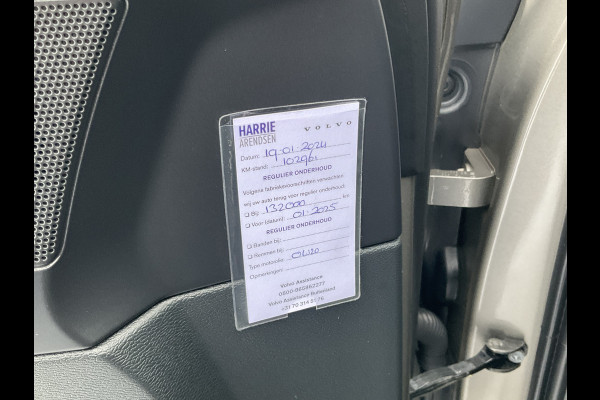 HARRIE VOLVO
ARENDSEN
Datum: 19-01-2024
KM-stand: 102961
REGULIER ONDERHOUD
Volgens fabrieksvoorschriften verwachten
wij uw auto terug voor regulier onderhoud:
Bij 132000 km
Voor (datum): 01-2025
REGULIER ONDERHOUD
Banden bij:
Remmen bij:
Type motorolie: 0W20
Opmerkingen:
Volvo Assistance
Volvo Assistance Buitenland